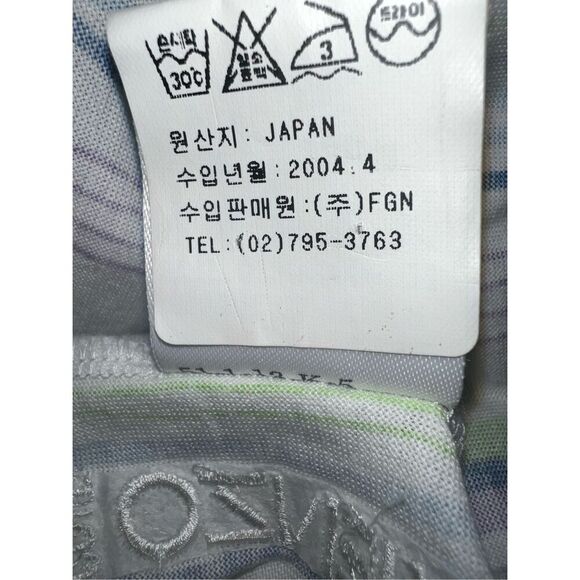 손세탁 30℃ 염소 표백 3 드라이
원산지: JAPAN
수입년월: 2004.4
수입판매원:(주)FGN
TEL:(02)795-3763